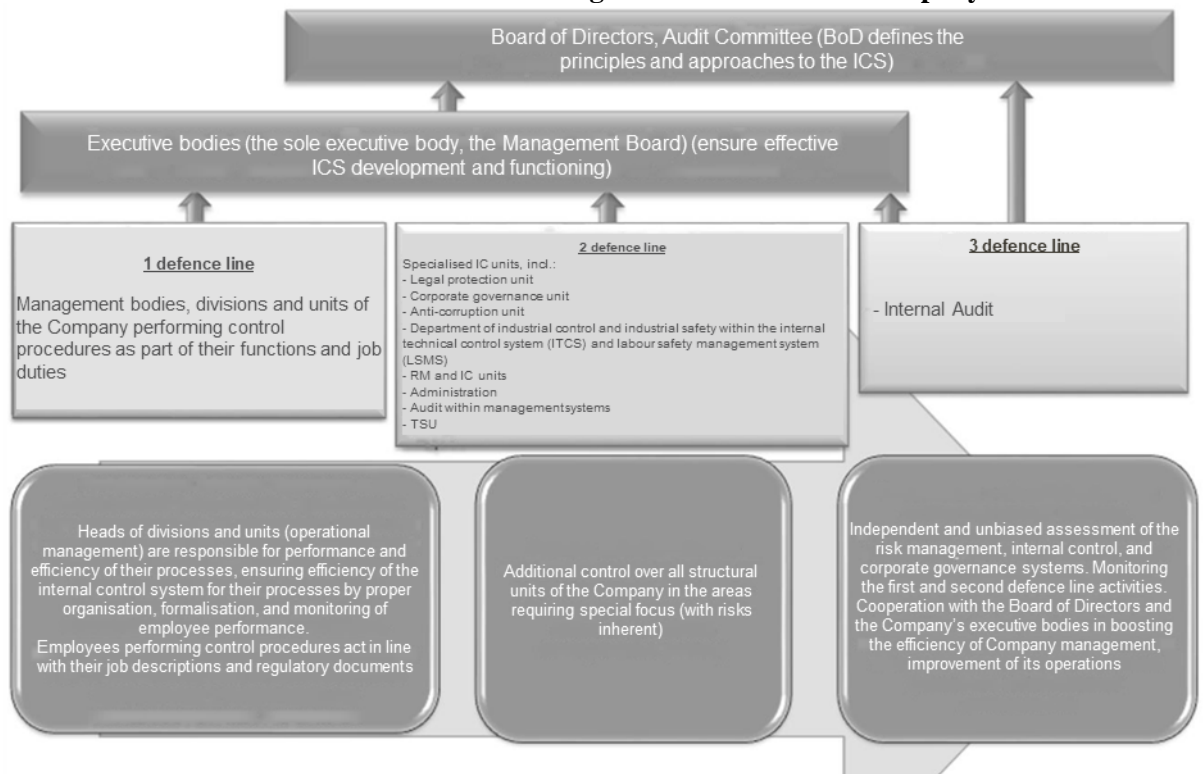 Board of Directors, Audit Committee (BoD defines the
principles and approaches to the ICS)
Executive bodies (the sole executive body, the Management Board) (ensure effective
ICS development and functioning)
1 defence line
Management bodies, divisions and units of
the Company performing control
procedures as part of their functions and job
duties
2 defence line
Specialised IC units, incl.:
- Legal protection unit
- Corporate governance unit
- Anti-corruption unit
- Department of industrial control and industrial safety within the internal
technical control system (ITCS) and labour safety management system
(LSMS)
- RM and IC units
- Administration
- Audit within management systems
- TSU
3 defence line
- Internal Audit
Heads of divisions and units (operational
management) are responsible for performance and
efficiency of their processes, ensuring efficiency of the
internal control system for their processes by proper
organisation, formalisation, and monitoring of
employee performance.
Employees performing control procedures act in line
with their job descriptions and regulatory documents
Additional control over all structural
units of the Company in the areas
requiring special focus (with risks
inherent)
Independent and unbiased assessment of the
risk management, internal control, and
corporate governance systems. Monitoring
the first and second defence line activities.
Cooperation with the Board of Directors and
the Company's executive bodies in boosting
the efficiency of Company management,
improvement of its operations